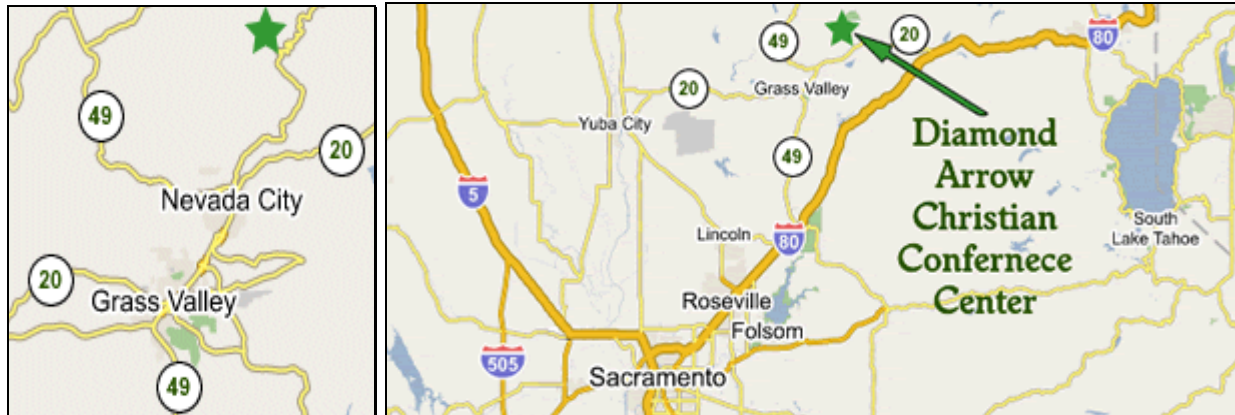 49
20
Nevada City
20
Grass Valley
49
80
49
20
Grass Valley
20
Yuba City
49
5
Diamond
Arrow
Christian
Confernece
Center
South
Lake Tahoe
Lincoln
80
Roseville
Folsom
505
Sacramento